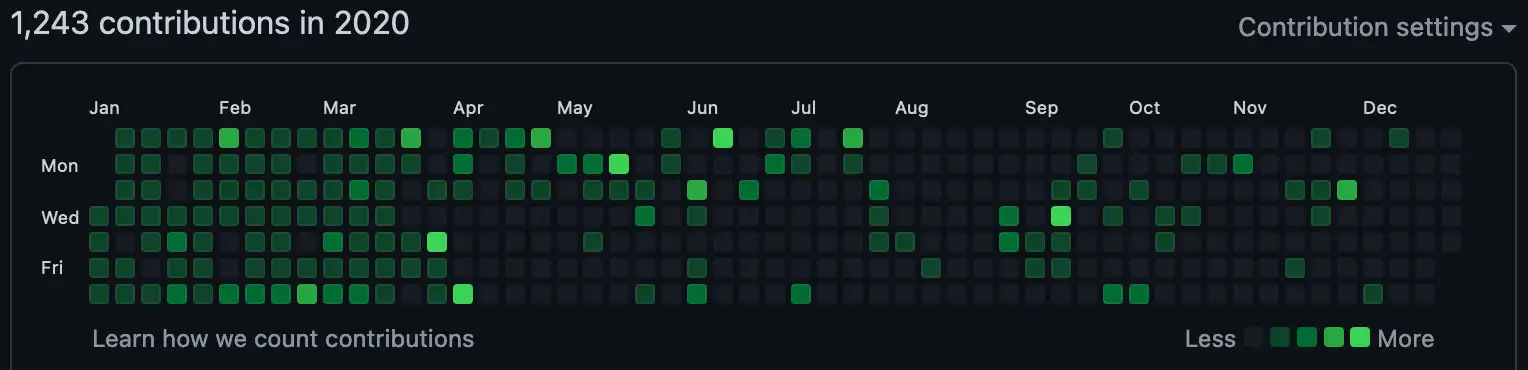 1,243 contributions in 2020
Contribution settings
Jan Feb Mar Apr May Jun Jul Aug Sep Oct Nov Dec
Mon
Wed
Fri
Learn how we count contributions
Less More